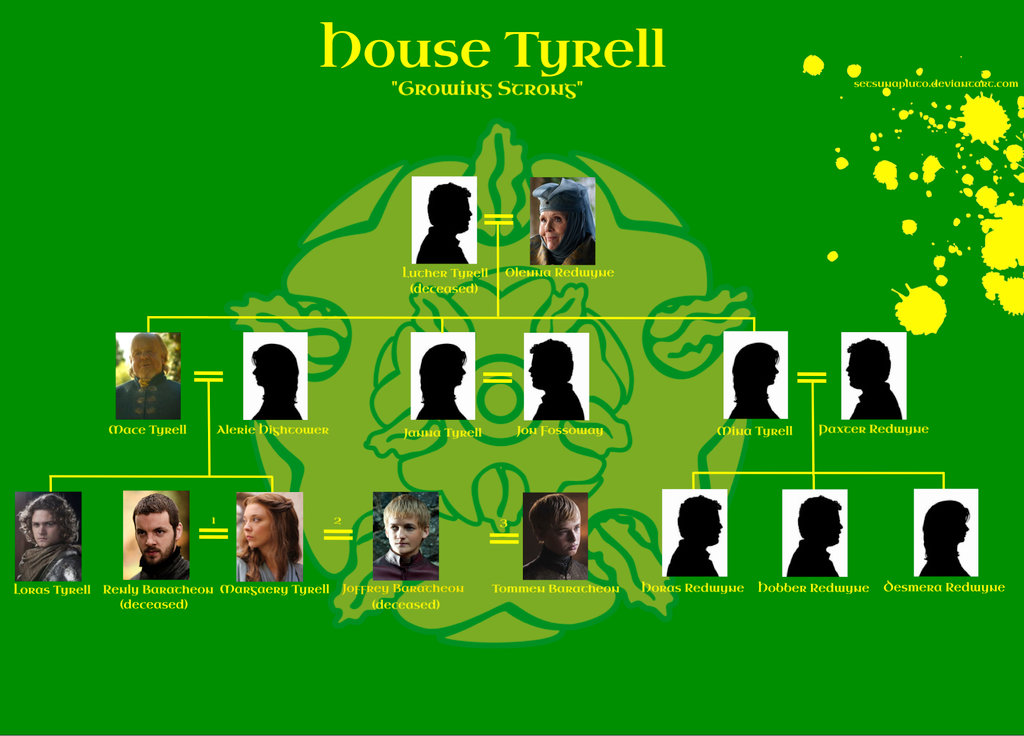 House Tyrell
"Growing Strong"
setsunapluto.deviantart.com
Luther Tyrell
(deceased)
Olenna Redwyne
Mace Tyrell
Alerie Hightower
Janna Tyrell
Jon Fossoway
Mina Tyrell
Paxter Redwyne
1
2
3
Loras Tyrell
Renly Baratheon
(deceased)
Margaery Tyrell
Joffrey Baratheon
(deceased)
Tommen Baratheon
Horas Redwyne
Hobber Redwyne
Desmera Redwyne